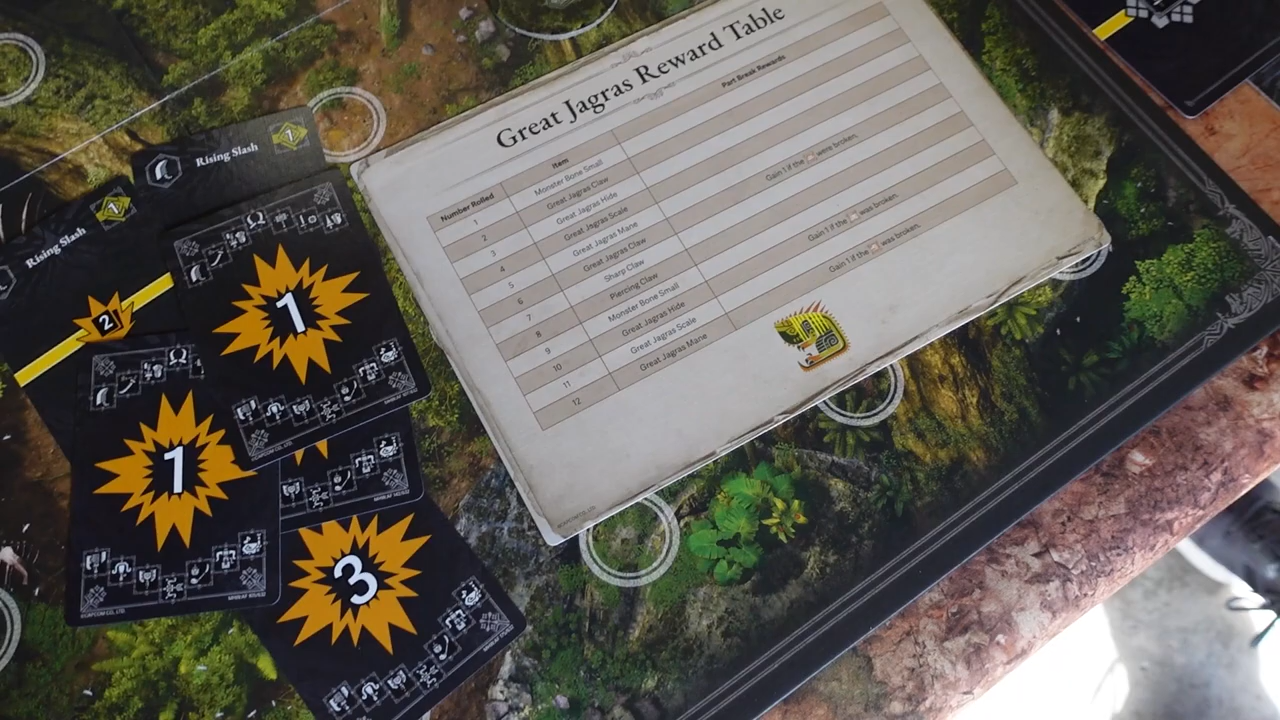 Great Jagras Reward Table
Number Rolled Item Part Break Rewards
1 Monster Bone Small
2 Great Jagras Claw
3 Great Jagras Hide
4 Great Jagras Scale
5 Great Jagras Mane
6 Great Jagras Claw Gain 1 if the were broken.
7 Sharp Claw
8 Piercing Claw
9 Monster Bone Small
10 Great Jagras Hide Gain 1 if the was broken.
11 Great Jagras Scale
12 Great Jagras Mane Gain 1 if the was broken.
Rising Slash 1
Rising Slash
2
1
1
3